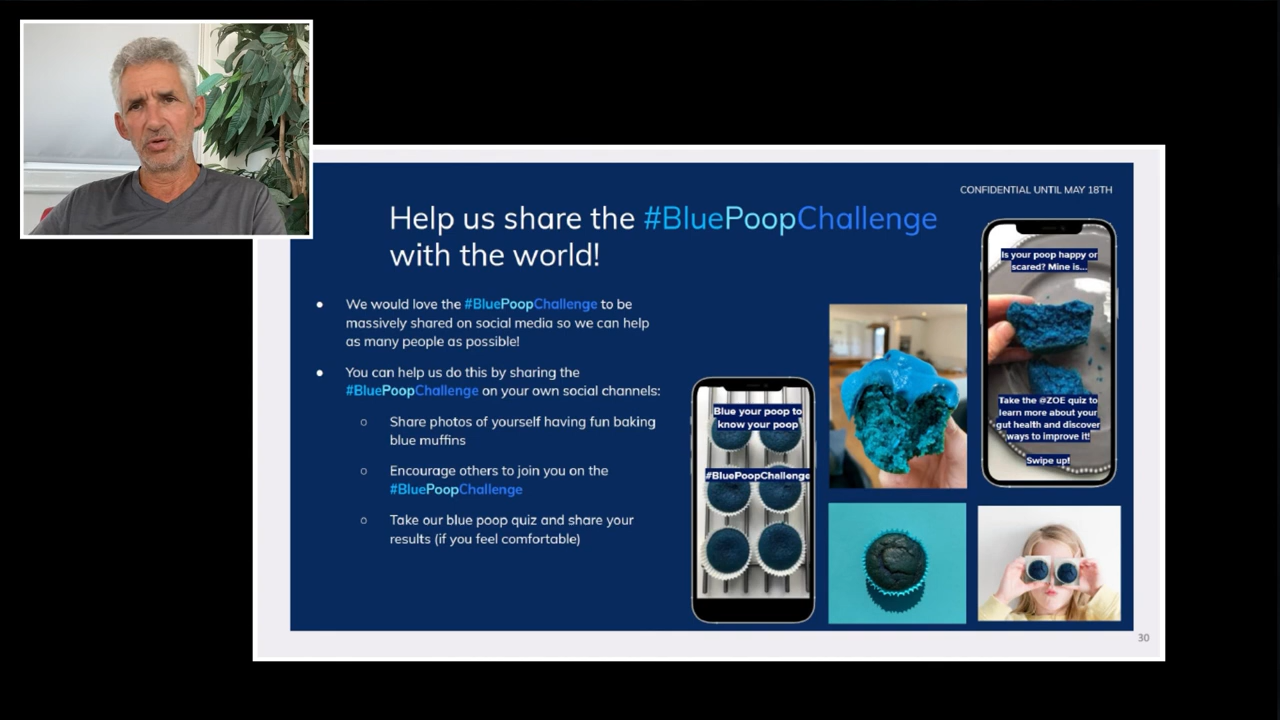 CONFIDENTIAL UNTIL MAY 18TH
Help us share the #BluePoopChallenge
with the world!
● We would love the #BluePoopChallenge to be
massively shared on social media so we can help
as many people as possible!
● You can help us do this by sharing the
#BluePoopChallenge on your own social channels:
○ Share photos of yourself having fun baking
blue muffins
○ Encourage others to join you on the
#BluePoopChallenge
○ Take our blue poop quiz and share your
results (if you feel comfortable)
Blue your poop to
know your poop
#BluePoopChallenge
Is your poop happy or
scared? Mine is...
Take the @ZOE quiz to
learn more about your
gut health and discover
ways to improve it!
Swipe up!
30